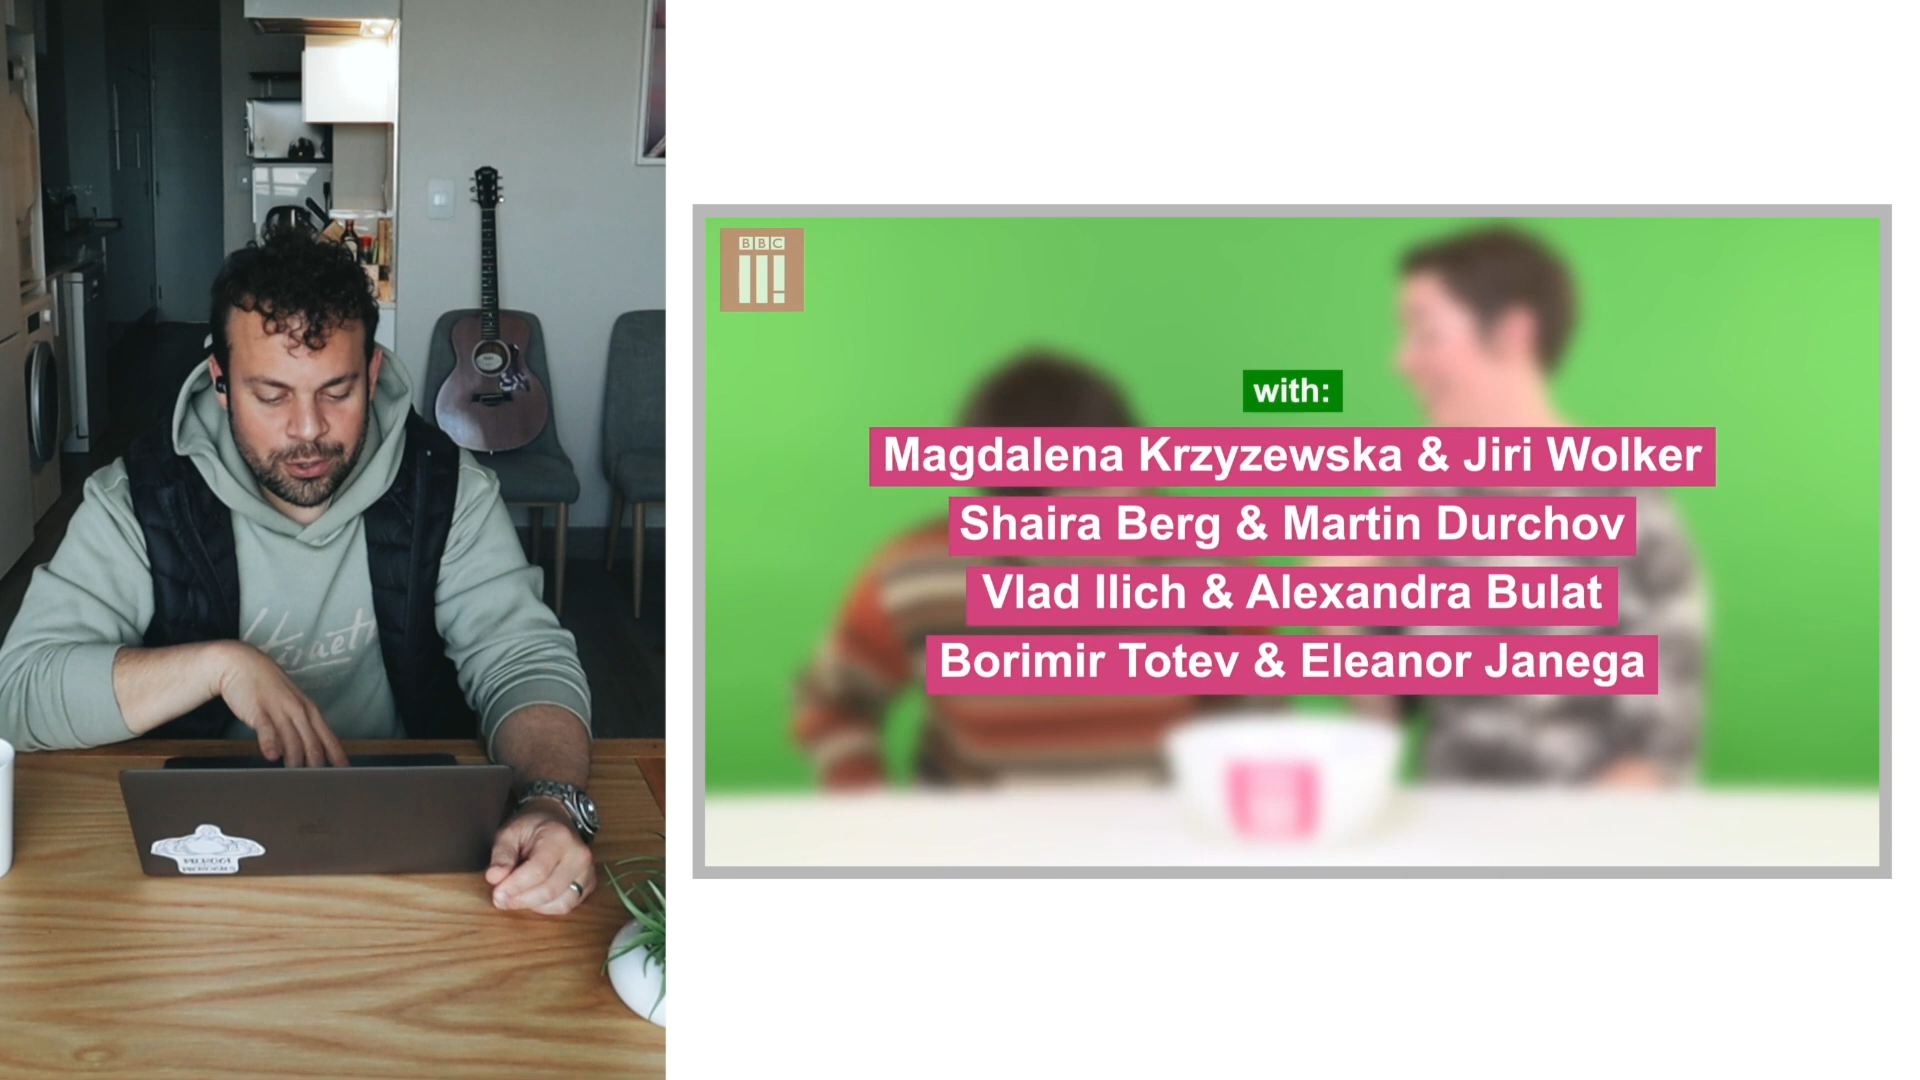 BBC
with:
Magdalena Krzyzewska & Jiri Wolker
Shaira Berg & Martin Durchov
Vlad Ilich & Alexandra Bulat
Borimir Totev & Eleanor Janega